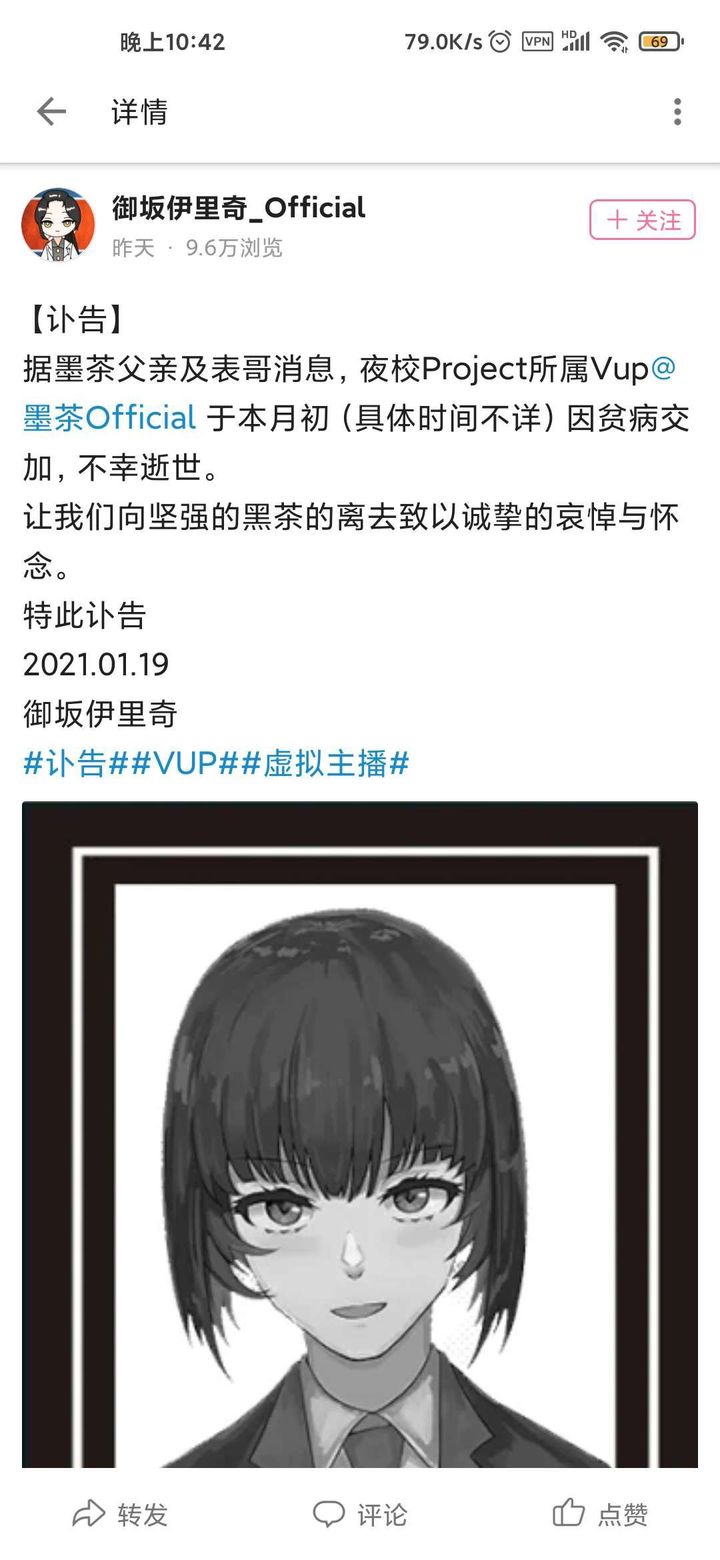 晚上10:42
79.0K/s VPN HD 69
详情
御坂伊里奇_Official
昨天 · 9.6万浏览
+ 关注
【讣告】
据墨茶父亲及表哥消息，夜校Project所属Vup@
墨茶Official 于本月初（具体时间不详）因贫病交
加，不幸逝世。
让我们向坚强的黑茶的离去致以诚挚的哀悼与怀
念。
特此讣告
2021.01.19
御坂伊里奇
#讣告##VUP##虚拟主播#
转发
评论
点赞